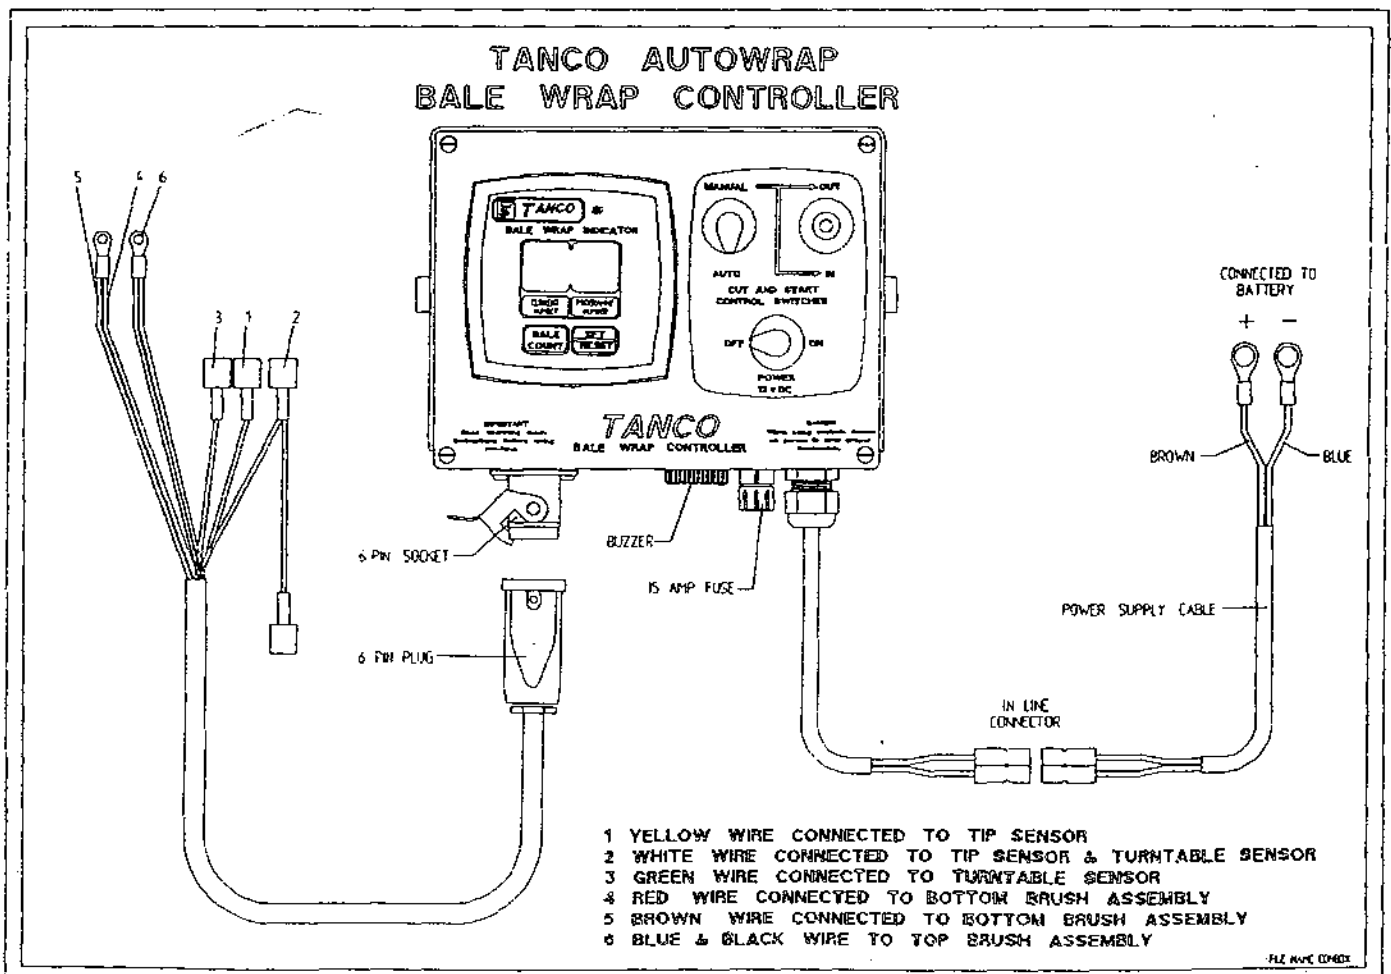 TANCO AUTOWRAP
BALE WRAP CONTROLLER
5 4 6
3 1 2
MANUAL OUT
TANCO
BALE WRAP INDICATOR
AUTO IN
CUT AND START
CONTROL SWITCHES
BALE
COUNT
SET
RESET
OFF ON
POWER
12 V DC
IMPORTANT
TANCO
BALE WRAP CONTROLLER
CONNECTED TO
BATTERY
+ -
BROWN BLUE
6 PIN SOCKET
BUZZER
15 AMP FUSE
POWER SUPPLY CABLE
6 PIN PLUG
IN LINE
CONNECTOR
1 YELLOW WIRE CONNECTED TO TIP SENSOR
2 WHITE WIRE CONNECTED TO TIP SENSOR & TURNTABLE SENSOR
3 GREEN WIRE CONNECTED TO TURNTABLE SENSOR
4 RED WIRE CONNECTED TO BOTTOM BRUSH ASSEMBLY
5 BROWN WIRE CONNECTED TO BOTTOM BRUSH ASSEMBLY
6 BLUE & BLACK WIRE TO TOP BRUSH ASSEMBLY
FILE NAME CONBOX